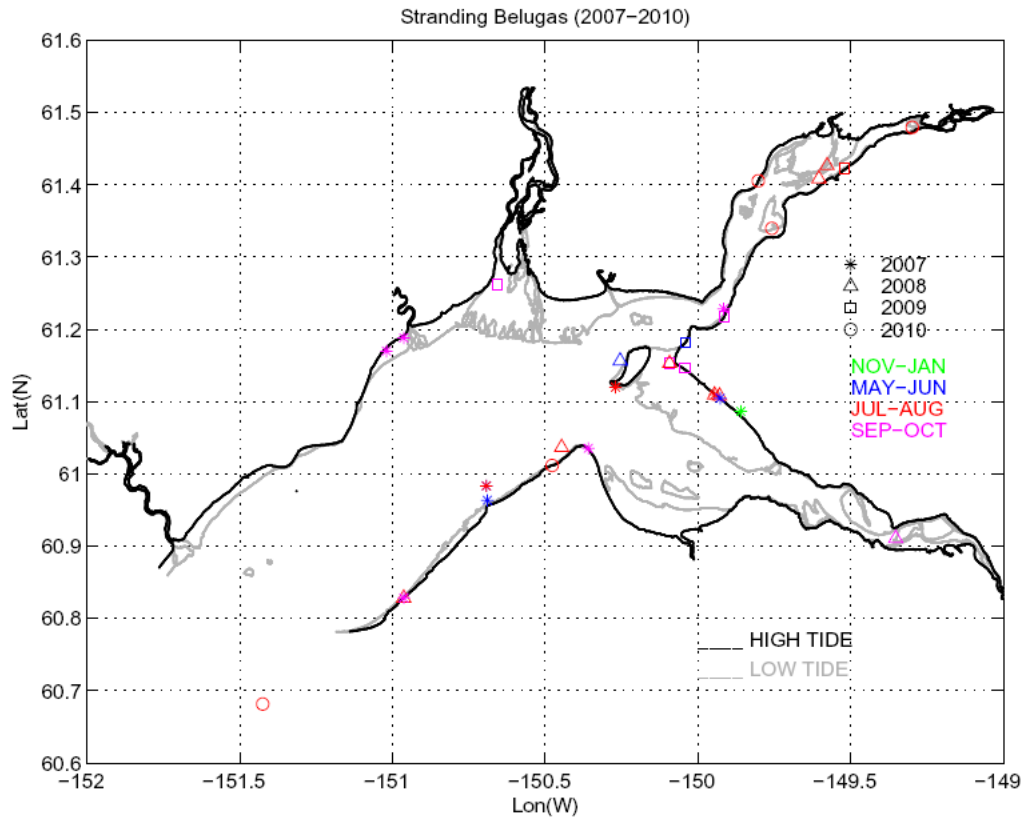 Stranding Belugas (2007−2010)
61.6
61.5
61.4
61.3
61.2
61.1
61
60.9
60.8
60.7
60.6
Lat(N)
2007
2008
2009
2010
NOV−JAN
MAY−JUN
JUL−AUG
SEP−OCT
HIGH TIDE
LOW TIDE
−152
−151.5
−151
−150.5
−150
−149.5
−149
Lon(W)